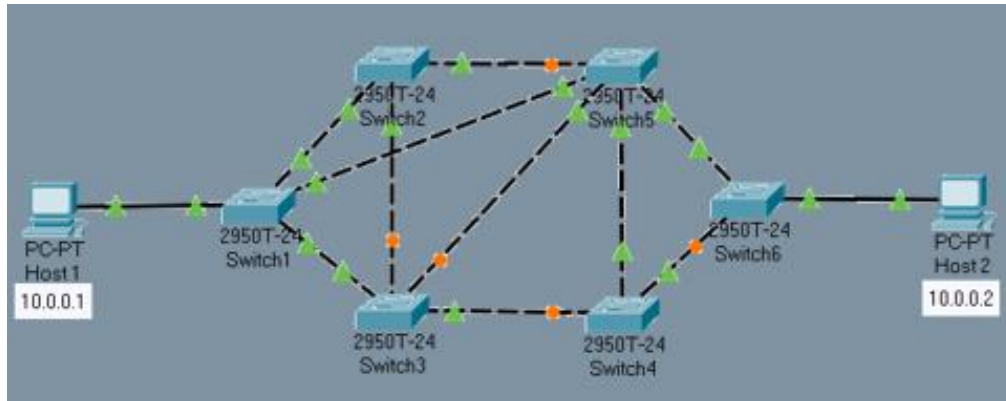 2950T-24
Switch2
2950T-24
Switch5
PC-PT
Host 1
10.0.0.1
2950T-24
Switch1
2950T-24
Switch6
PC-PT
Host 2
10.0.0.2
2950T-24
Switch3
2950T-24
Switch4